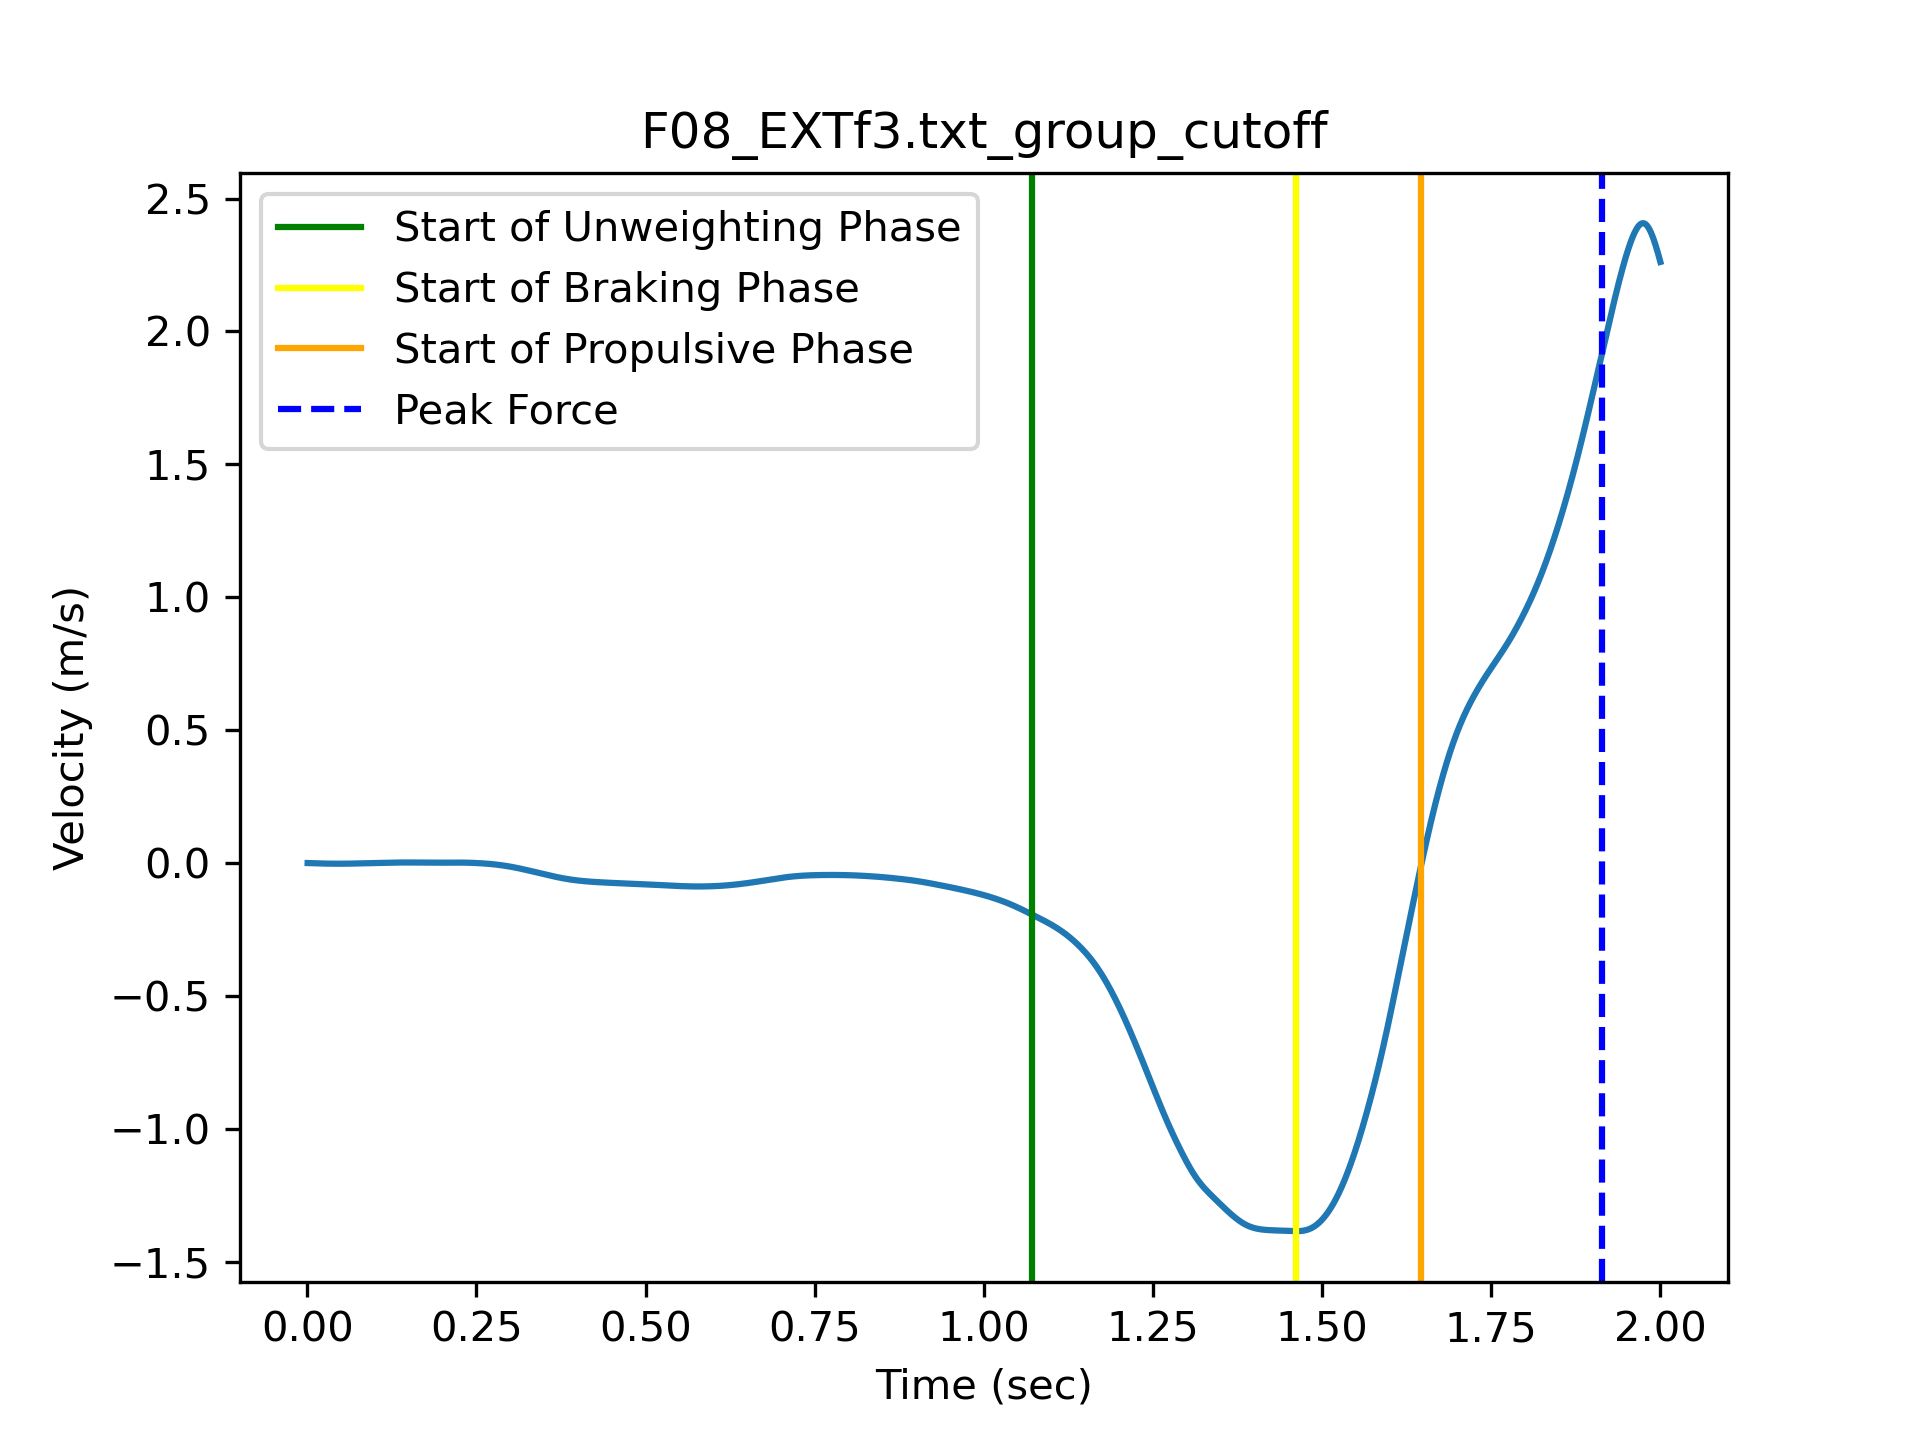 F08_EXTf3.txt_group_cutoff
2.5
2.0
1.5
1.0
0.5
0.0
−0.5
−1.0
−1.5
Velocity (m/s)
Start of Unweighting Phase
Start of Braking Phase
Start of Propulsive Phase
Peak Force
0.00 0.25 0.50 0.75 1.00 1.25 1.50 1.75 2.00
Time (sec)